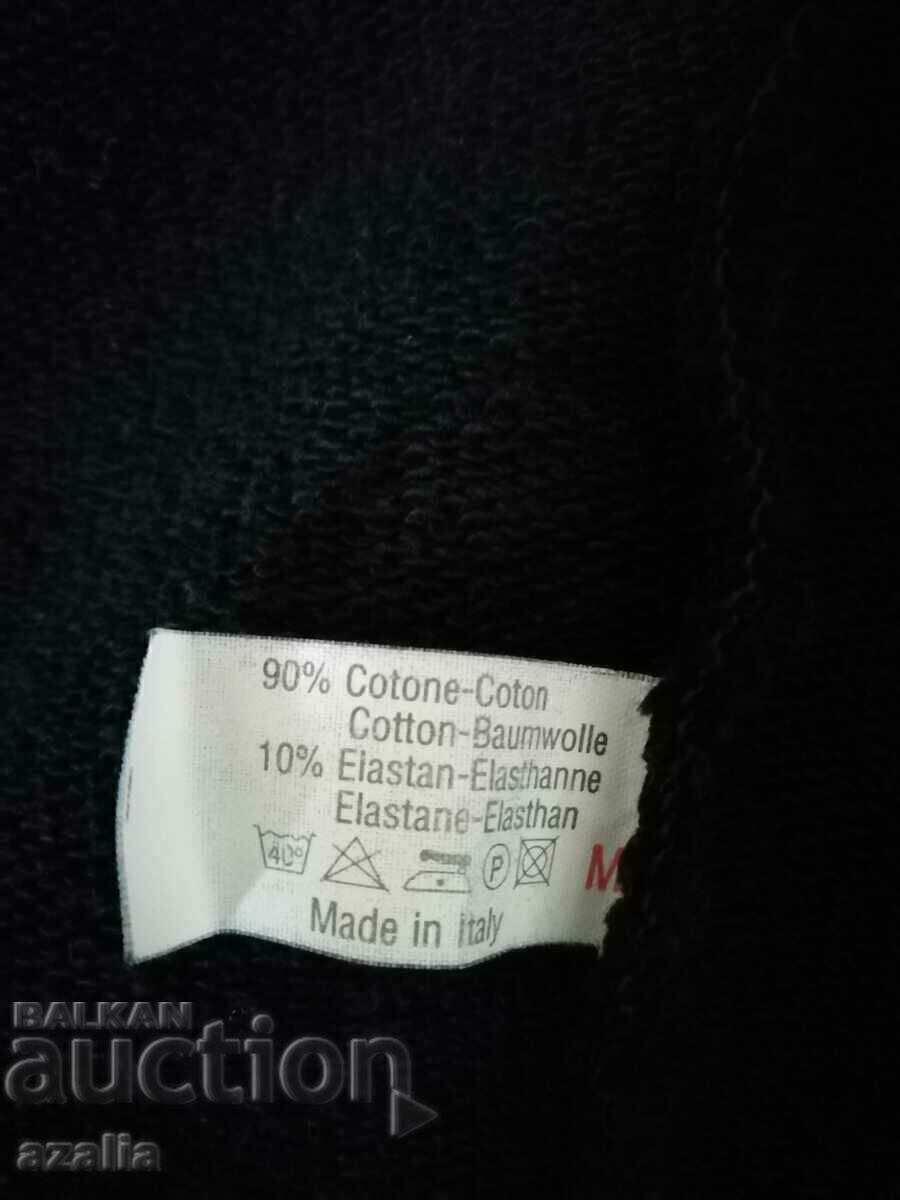 90% Cotone-Coton
Cotton-Baumwolle
10% Elastan-Elasthanne
Elastane-Elasthan
40° P M
Made in Italy
BALKAN
auction
azalia